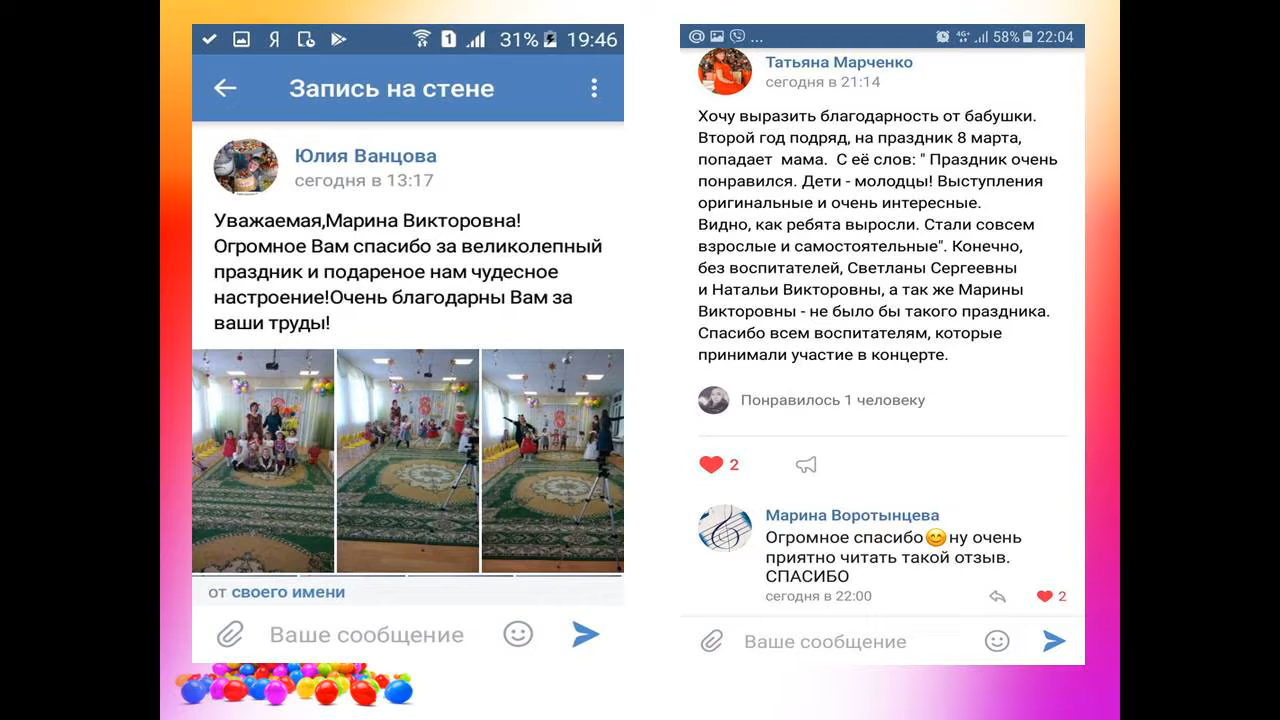 31% 19:46
Запись на стене
Юлия Ванцова
сегодня в 13:17
Уважаемая,Марина Викторовна!
Огромное Вам спасибо за великолепный
праздник и подареное нам чудесное
настроение!Очень благодарны Вам за
ваши труды!
от своего имени
Ваше сообщение
4G+ 58% 22:04
Татьяна Марченко
сегодня в 21:14
Хочу выразить благодарность от бабушки.
Второй год подряд, на праздник 8 марта,
попадает мама. С её слов: " Праздник очень
понравился. Дети - молодцы! Выступления
оригинальные и очень интересные.
Видно, как ребята выросли. Стали совсем
взрослые и самостоятельные". Конечно,
без воспитателей, Светланы Сергеевны
и Натальи Викторовны, а так же Марины
Викторовны - не было бы такого праздника.
Спасибо всем воспитателям, которые
принимали участие в концерте.
Понравилось 1 человеку
2
Марина Воротынцева
Огромное спасибо😊ну очень
приятно читать такой отзыв.
СПАСИБО
сегодня в 22:00 2
Ваше сообщение